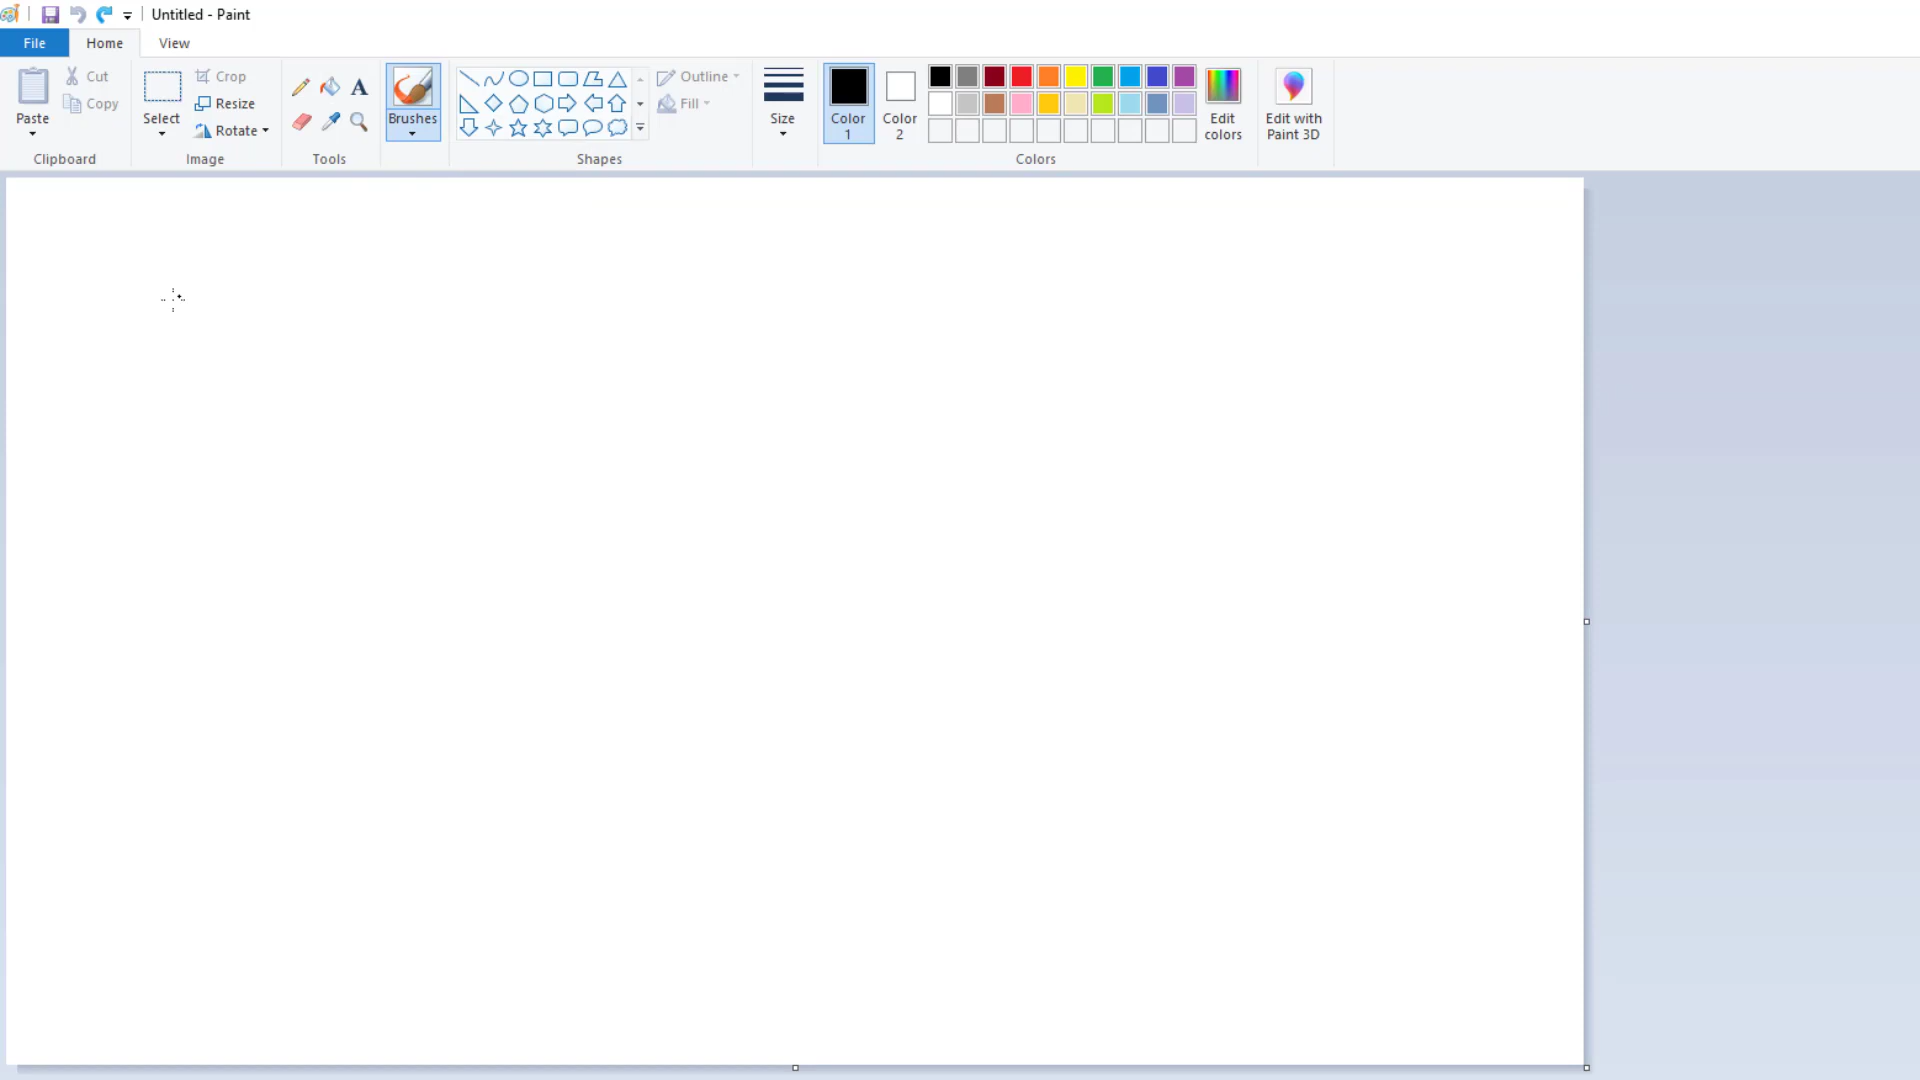 Untitled - Paint
File Home View
Paste Cut Copy Select Crop Resize Rotate A Brushes Outline Fill Size Color 1 Color 2 Edit colors Edit with Paint 3D
Clipboard Image Tools Shapes Colors